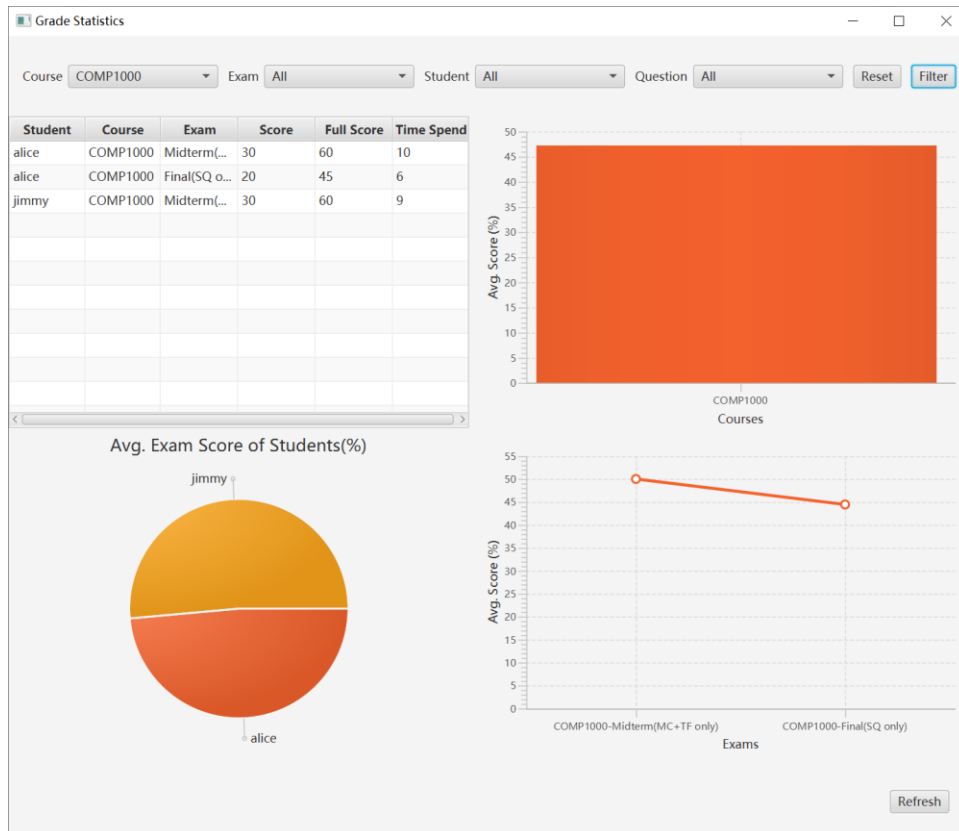 Grade Statistics
Course COMP1000 Exam All Student All Question All Reset Filter
Student Course Exam Score Full Score Time Spend
alice COMP1000 Midterm(... 30 60 10
alice COMP1000 Final(SQ o... 20 45 6
jimmy COMP1000 Midterm(... 30 60 9
50
45
40
35
30
25
20
15
10
5
0
Avg. Score (%)
COMP1000
Courses
Avg. Exam Score of Students(%)
jimmy
alice
55
50
45
40
35
30
25
20
15
10
5
0
Avg. Score (%)
COMP1000-Midterm(MC+TF only) COMP1000-Final(SQ only)
Exams
Refresh